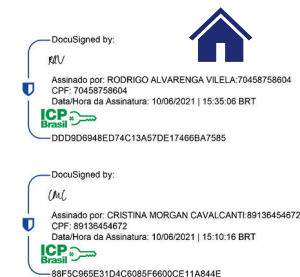 DocuSigned by:
RAV
Assinado por: RODRIGO ALVARENGA VILELA:70458758604
CPF: 70458758604
Data/Hora da Assinatura: 10/06/2021 | 15:35:06 BRT
ICP
Brasil
DDD9D6948ED74C13A57DE17466BA7585
DocuSigned by:
CMC
Assinado por: CRISTINA MORGAN CAVALCANTI:89136454672
CPF: 89136454672
Data/Hora da Assinatura: 10/06/2021 | 15:10:16 BRT
ICP
Brasil
88F5C965E31D4C6085F6600CE11A844E